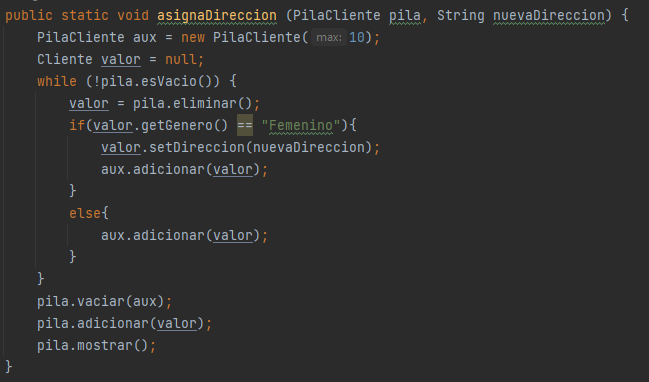 public static void asignaDireccion (PilaCliente pila, String nuevaDireccion) {
    PilaCliente aux = new PilaCliente( max: 10);
    Cliente valor = null;
    while (!pila.esVacio()) {
        valor = pila.eliminar();
        if(valor.getGenero() == "Femenino"){
            valor.setDireccion(nuevaDireccion);
            aux.adicionar(valor);
        }
        else{
            aux.adicionar(valor);
        }
    }
    pila.vaciar(aux);
    pila.adicionar(valor);
    pila.mostrar();
}